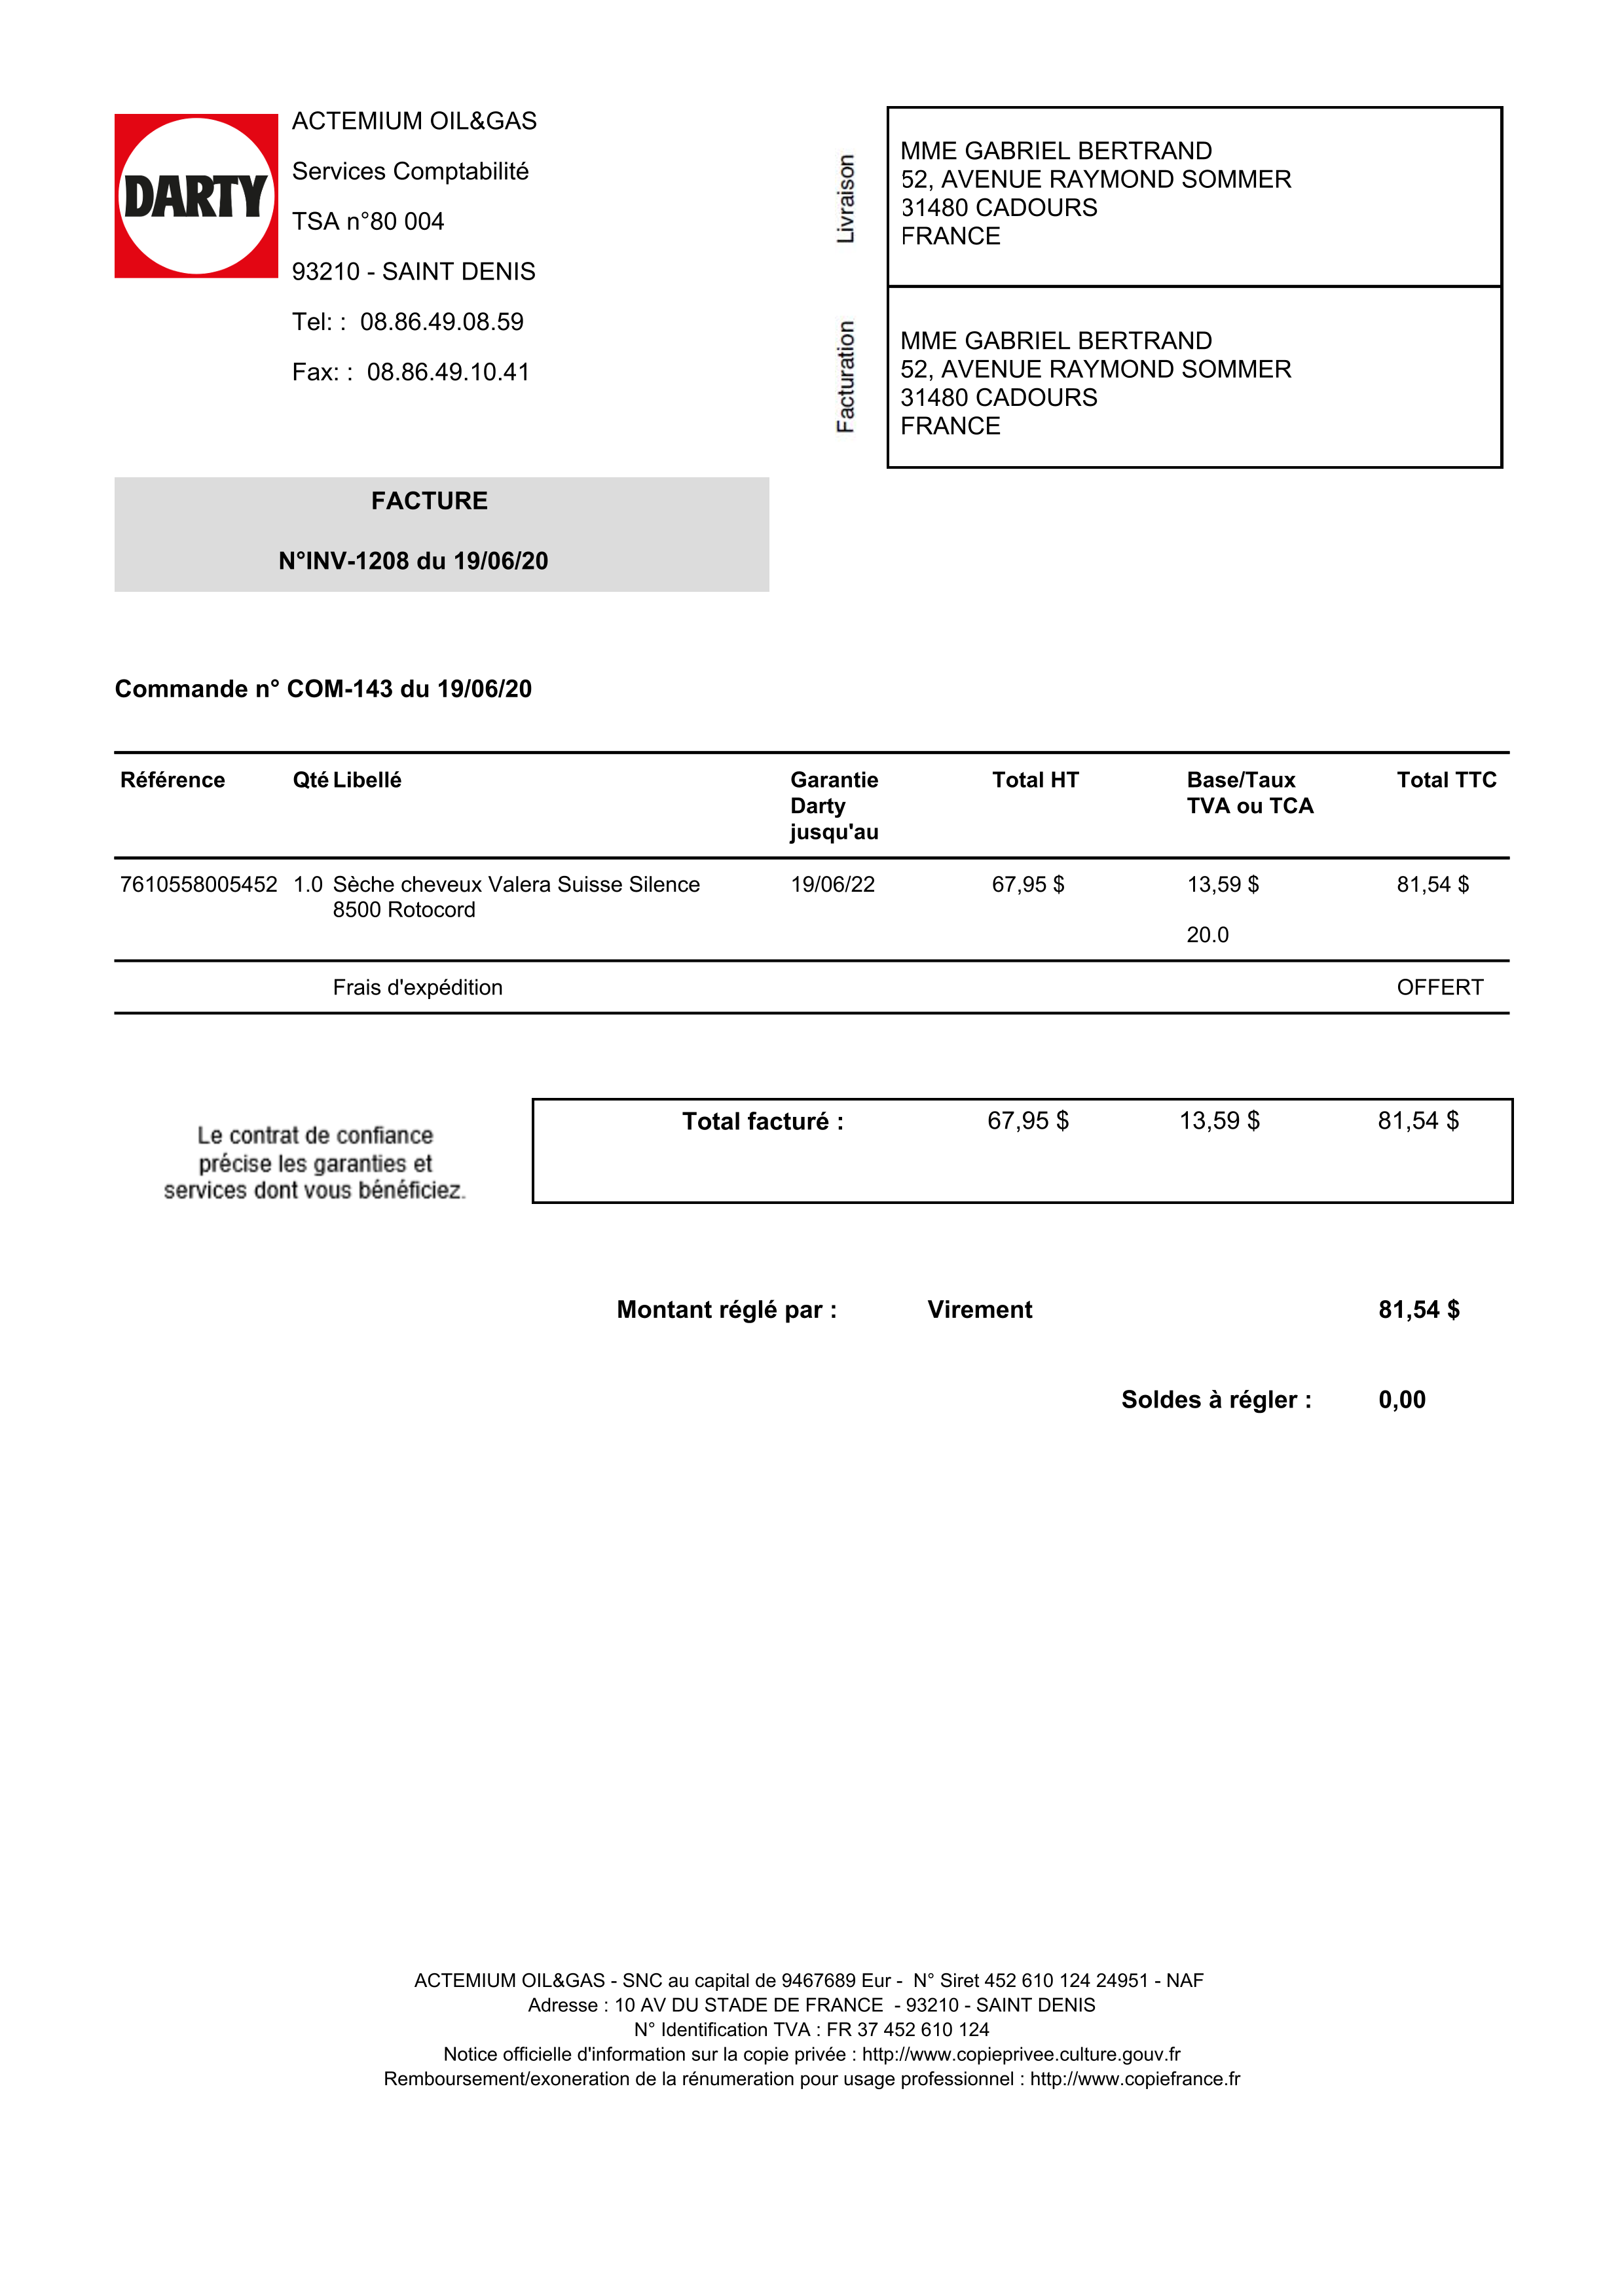 DARTY
ACTEMIUM OIL&GAS
Services Comptabilité
TSA n°80 004
93210 - SAINT DENIS
Tel: :  08.86.49.08.59
Fax: :  08.86.49.10.41
Livraison
MME GABRIEL BERTRAND
52, AVENUE RAYMOND SOMMER
31480 CADOURS
FRANCE
Facturation
MME GABRIEL BERTRAND
52, AVENUE RAYMOND SOMMER
31480 CADOURS
FRANCE
FACTURE
N°INV-1208 du 19/06/20
Commande n° COM-143 du 19/06/20
Référence Qté Libellé Garantie Darty jusqu'au Total HT Base/Taux TVA ou TCA Total TTC
7610558005452 1.0 Sèche cheveux Valera Suisse Silence 19/06/22 67,95 $ 13,59 $ 81,54 $
8500 Rotocord
20.0
Frais d'expédition OFFERT
Le contrat de confiance
précise les garanties et
services dont vous bénéficiez.
Total facturé : 67,95 $ 13,59 $ 81,54 $
Montant réglé par : Virement 81,54 $
Soldes à régler : 0,00
ACTEMIUM OIL&GAS - SNC au capital de 9467689 Eur -  N° Siret 452 610 124 24951 - NAF
Adresse : 10 AV DU STADE DE FRANCE  - 93210 - SAINT DENIS
N° Identification TVA : FR 37 452 610 124
Notice officielle d'information sur la copie privée : http://www.copieprivee.culture.gouv.fr
Remboursement/exoneration de la rénumeration pour usage professionnel : http://www.copiefrance.fr